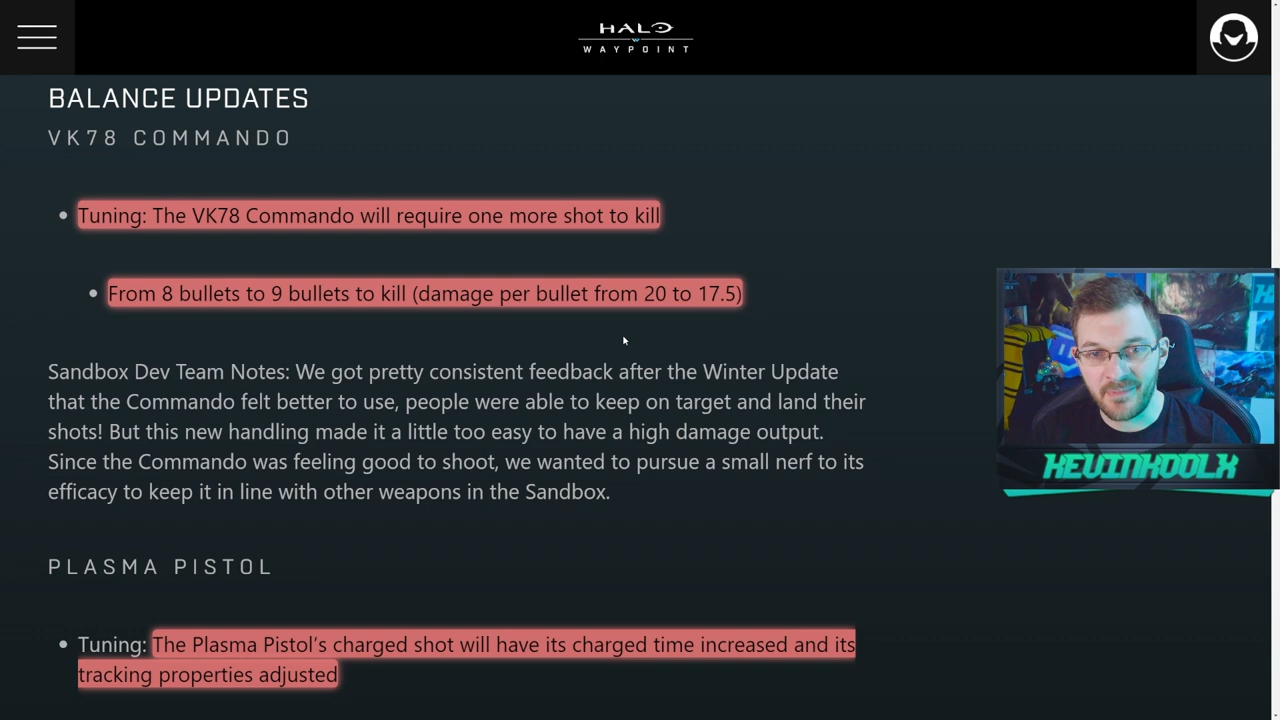 HALO
WAYPOINT
BALANCE UPDATES
VK78 COMMANDO
Tuning: The VK78 Commando will require one more shot to kill
From 8 bullets to 9 bullets to kill (damage per bullet from 20 to 17.5)
Sandbox Dev Team Notes: We got pretty consistent feedback after the Winter Update
that the Commando felt better to use, people were able to keep on target and land their
shots! But this new handling made it a little too easy to have a high damage output.
Since the Commando was feeling good to shoot, we wanted to pursue a small nerf to its
efficacy to keep it in line with other weapons in the Sandbox.
KEVINKOOLX
PLASMA PISTOL
Tuning: The Plasma Pistol's charged shot will have its charged time increased and its
tracking properties adjusted